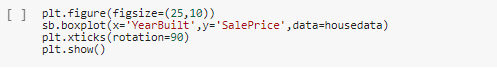 [ ] plt.figure(figsize=(25,10))
sb.boxplot(x='YearBuilt',y='SalePrice',data=housedata)
plt.xticks(rotation=90)
plt.show()